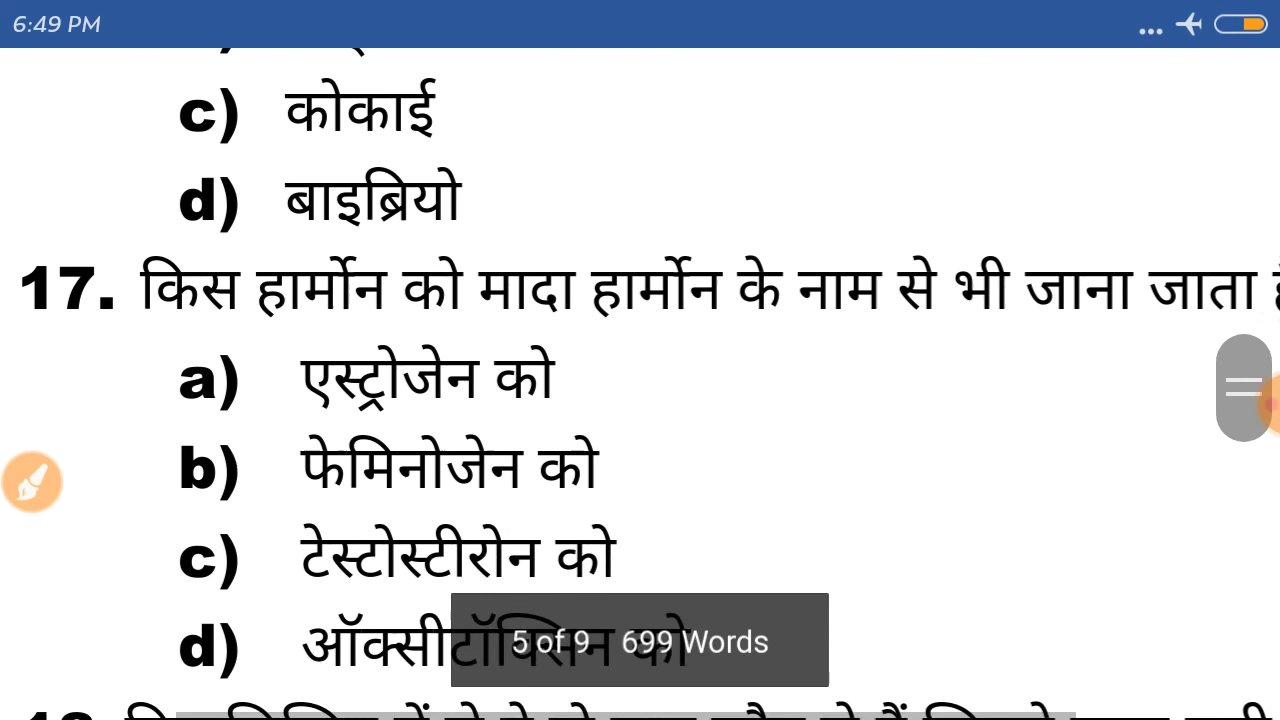 6:49 PM
c) कोकाई
d) बाइब्रियो
17. किस हार्मोन को मादा हार्मोन के नाम से भी जाना जाता
a) एस्ट्रोजेन को
b) फेमिनोजेन को
c) टेस्टोस्टीरोन को
d) ऑक्सीटॉक्सिन को
5 of 9 699 Words